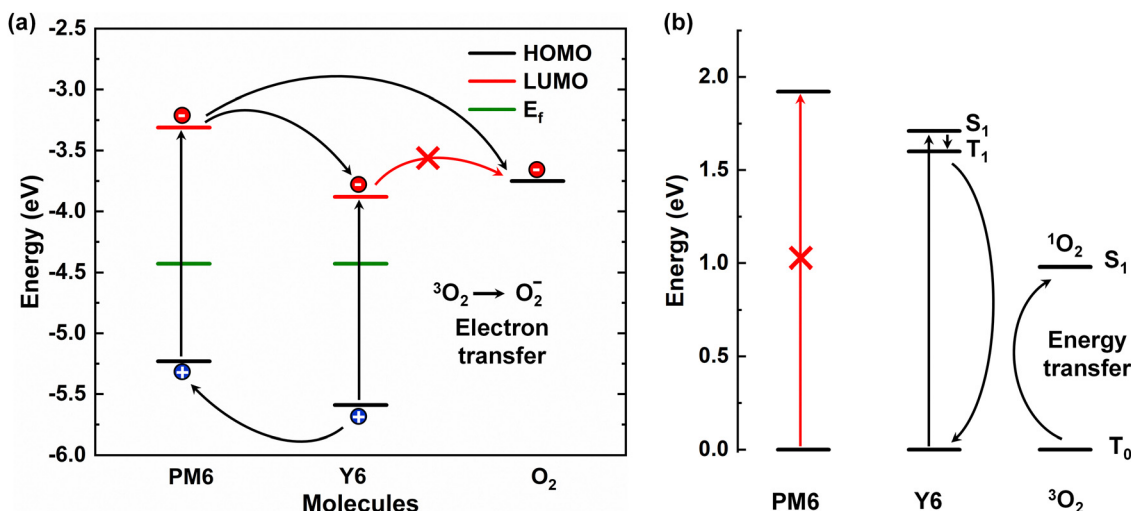 (a)
-2.5
-3.0
-3.5
-4.0
-4.5
-5.0
-5.5
-6.0
Energy (eV)
HOMO
LUMO
E_f
³O₂ → O₂⁻
Electron
transfer
PM6 Y6 O₂
Molecules
(b)
2.0
1.5
1.0
0.5
0.0
Energy (eV)
S₁
T₁
¹O₂
S₁
Energy
transfer
T₀
PM6 Y6 ³O₂